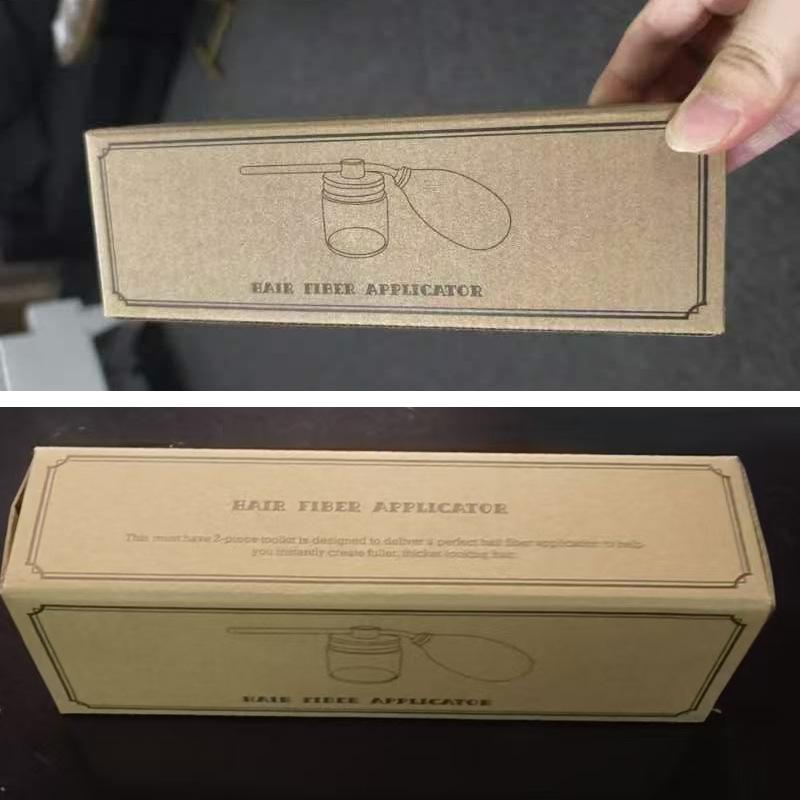 HAIR FIBER APPLICATOR
HAIR FIBER APPLICATOR
This must have 2-piece toolkit is designed to deliver a perfect hair fiber application to help
you instantly create fuller, thicker-looking hair.
HAIR FIBER APPLICATOR